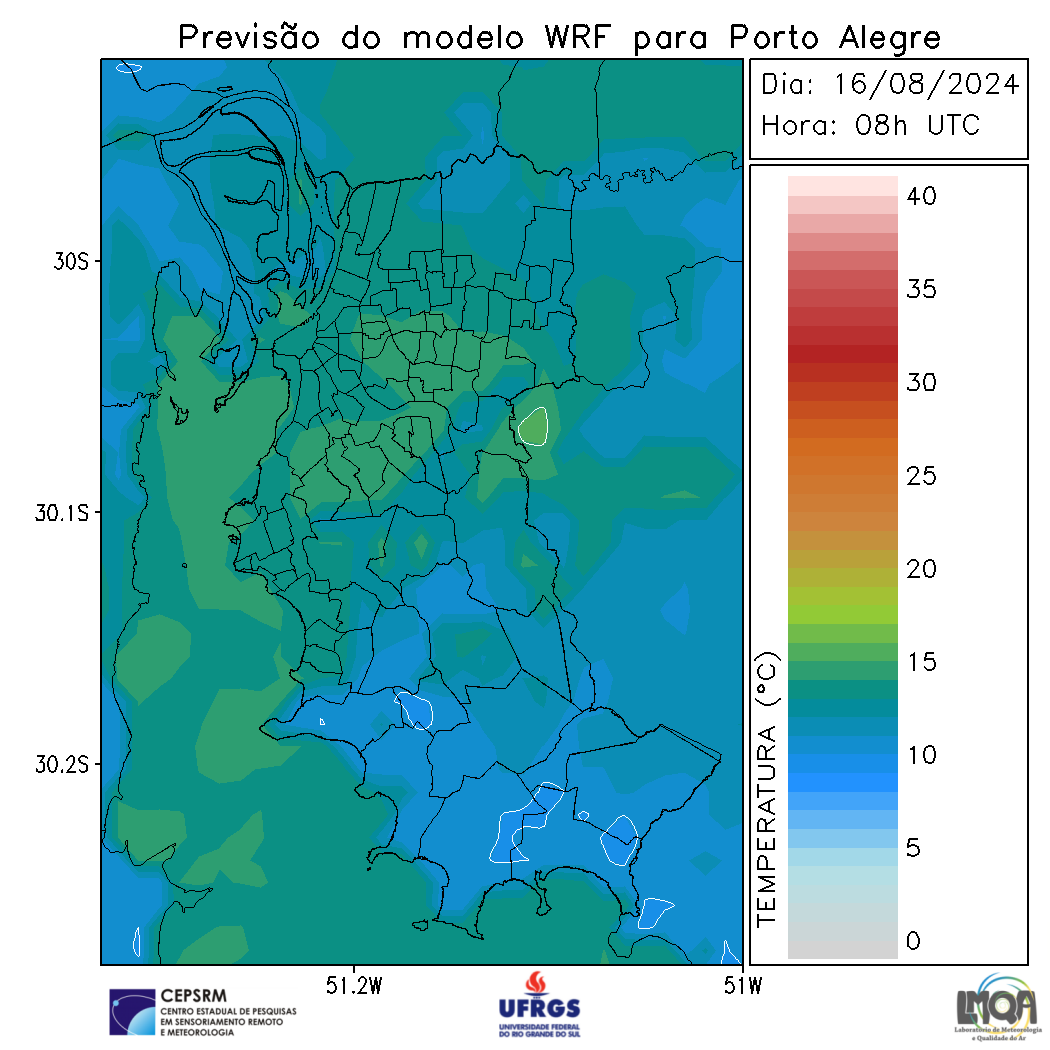 Previsão do modelo WRF para Porto Alegre
Dia: 16/08/2024
Hora: 08h UTC
40
35
30
25
20
15
10
5
0
TEMPERATURA (°C)
30S
30.1S
30.2S
51.2W
51W
CEPSRM
CENTRO ESTADUAL DE PESQUISAS
EM SENSORIAMENTO REMOTO
E METEOROLOGIA
UFRGS
UNIVERSIDADE FEDERAL
DO RIO GRANDE DO SUL
LMQA
Laboratório de Meteorologia
e Qualidade do Ar